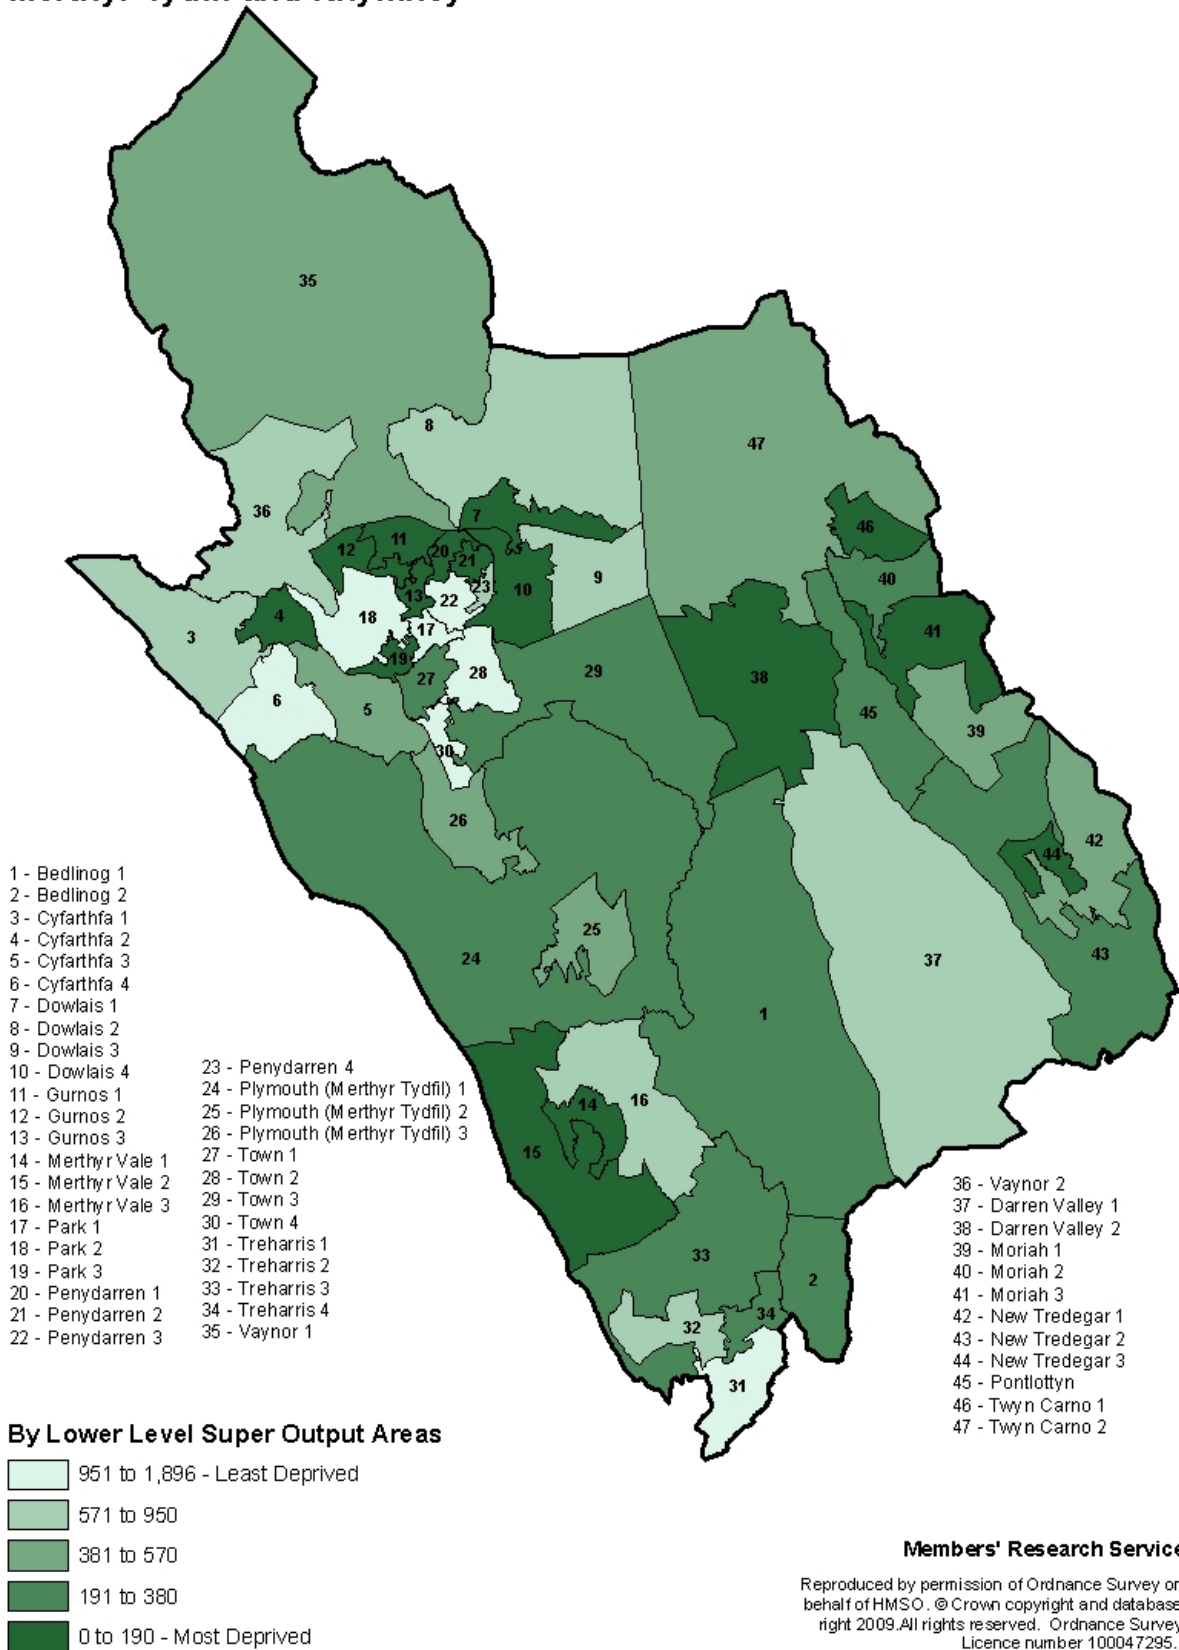 35
8
47
36
7
46
12
11
20
21
40
9
10
23
13
22
4
18
17
41
3
19
28
29
38
27
6
5
45
39
30
26
42
44
25
24
37
43
1
14
16
15
33
2
34
32
31
1 - Bedlinog 1
2 - Bedlinog 2
3 - Cyfarthfa 1
4 - Cyfarthfa 2
5 - Cyfarthfa 3
6 - Cyfarthfa 4
7 - Dowlais 1
8 - Dowlais 2
9 - Dowlais 3
10 - Dowlais 4
11 - Gurnos 1
12 - Gurnos 2
13 - Gurnos 3
14 - Merthyr Vale 1
15 - Merthyr Vale 2
16 - Merthyr Vale 3
17 - Park 1
18 - Park 2
19 - Park 3
20 - Penydarren 1
21 - Penydarren 2
22 - Penydarren 3
23 - Penydarren 4
24 - Plymouth (Merthyr Tydfil) 1
25 - Plymouth (Merthyr Tydfil) 2
26 - Plymouth (Merthyr Tydfil) 3
27 - Town 1
28 - Town 2
29 - Town 3
30 - Town 4
31 - Treharris 1
32 - Treharris 2
33 - Treharris 3
34 - Treharris 4
35 - Vaynor 1
36 - Vaynor 2
37 - Darren Valley 1
38 - Darren Valley 2
39 - Moriah 1
40 - Moriah 2
41 - Moriah 3
42 - New Tredegar 1
43 - New Tredegar 2
44 - New Tredegar 3
45 - Pontlottyn
46 - Twyn Carno 1
47 - Twyn Carno 2
By Lower Level Super Output Areas
951 to 1,896 - Least Deprived
571 to 950
381 to 570
191 to 380
0 to 190 - Most Deprived
Members' Research Service
Reproduced by permission of Ordnance Survey on
behalf of HMSO. © Crown copyright and database
right 2009.All rights reserved. Ordnance Survey
Licence number 100047295.